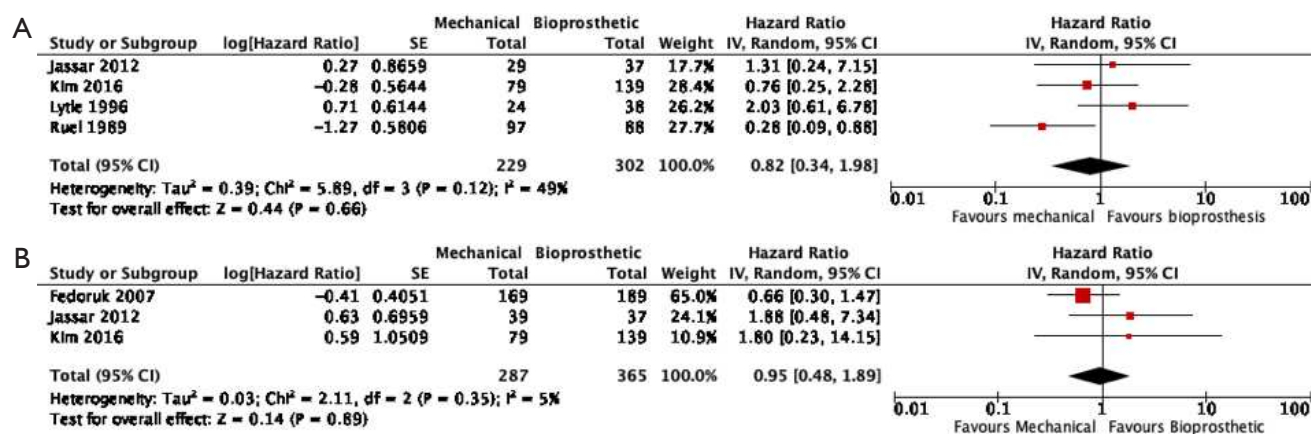 A
Mechanical Bioprosthetic Hazard Ratio Hazard Ratio
Study or Subgroup log[Hazard Ratio] SE Total Total Weight IV, Random, 95% CI IV, Random, 95% CI
Jassar 2012 0.27 0.8659 29 37 17.7% 1.31 [0.24, 7.15]
Kim 2016 −0.28 0.5644 79 139 28.4% 0.76 [0.25, 2.28]
Lytle 1996 0.71 0.6144 24 38 26.2% 2.03 [0.61, 6.78]
Ruel 1989 −1.27 0.5806 97 88 27.7% 0.28 [0.09, 0.88]
Total (95% CI) 229 302 100.0% 0.82 [0.34, 1.98]
Heterogeneity: Tau² = 0.39; Chi² = 5.89, df = 3 (P = 0.12); I² = 49%
Test for overall effect: Z = 0.44 (P = 0.66)
0.01 0.1 1 10 100
Favours mechanical Favours bioprosthesis
B
Mechanical Bioprosthetic Hazard Ratio Hazard Ratio
Study or Subgroup log[Hazard Ratio] SE Total Total Weight IV, Random, 95% CI IV, Random, 95% CI
Fedoruk 2007 −0.41 0.4051 169 189 65.0% 0.66 [0.30, 1.47]
Jassar 2012 0.63 0.6959 39 37 24.1% 1.88 [0.48, 7.34]
Kim 2016 0.59 1.0509 79 139 10.9% 1.80 [0.23, 14.15]
Total (95% CI) 287 365 100.0% 0.95 [0.48, 1.89]
Heterogeneity: Tau² = 0.03; Chi² = 2.11, df = 2 (P = 0.35); I² = 5%
Test for overall effect: Z = 0.14 (P = 0.89)
0.01 0.1 1 10 100
Favours Mechanical Favours Bioprosthetic